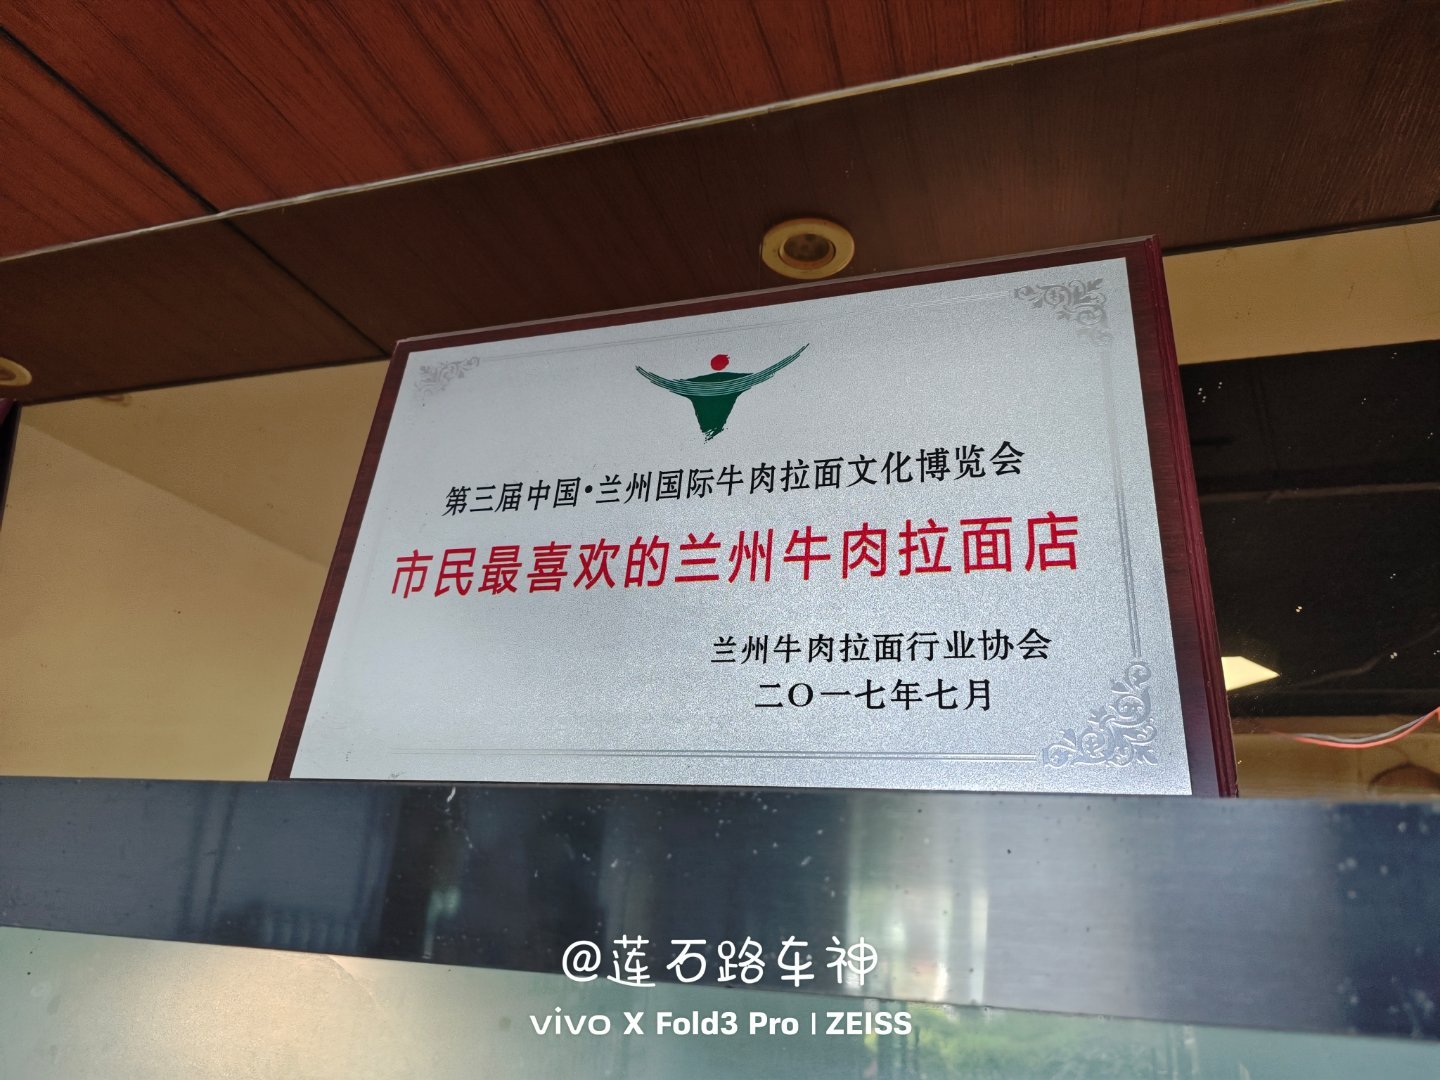 第三届中国·兰州国际牛肉拉面文化博览会
市民最喜欢的兰州牛肉拉面店
兰州牛肉拉面行业协会
二〇一七年七月
@莲石路车神
vivo X Fold3 Pro | ZEISS